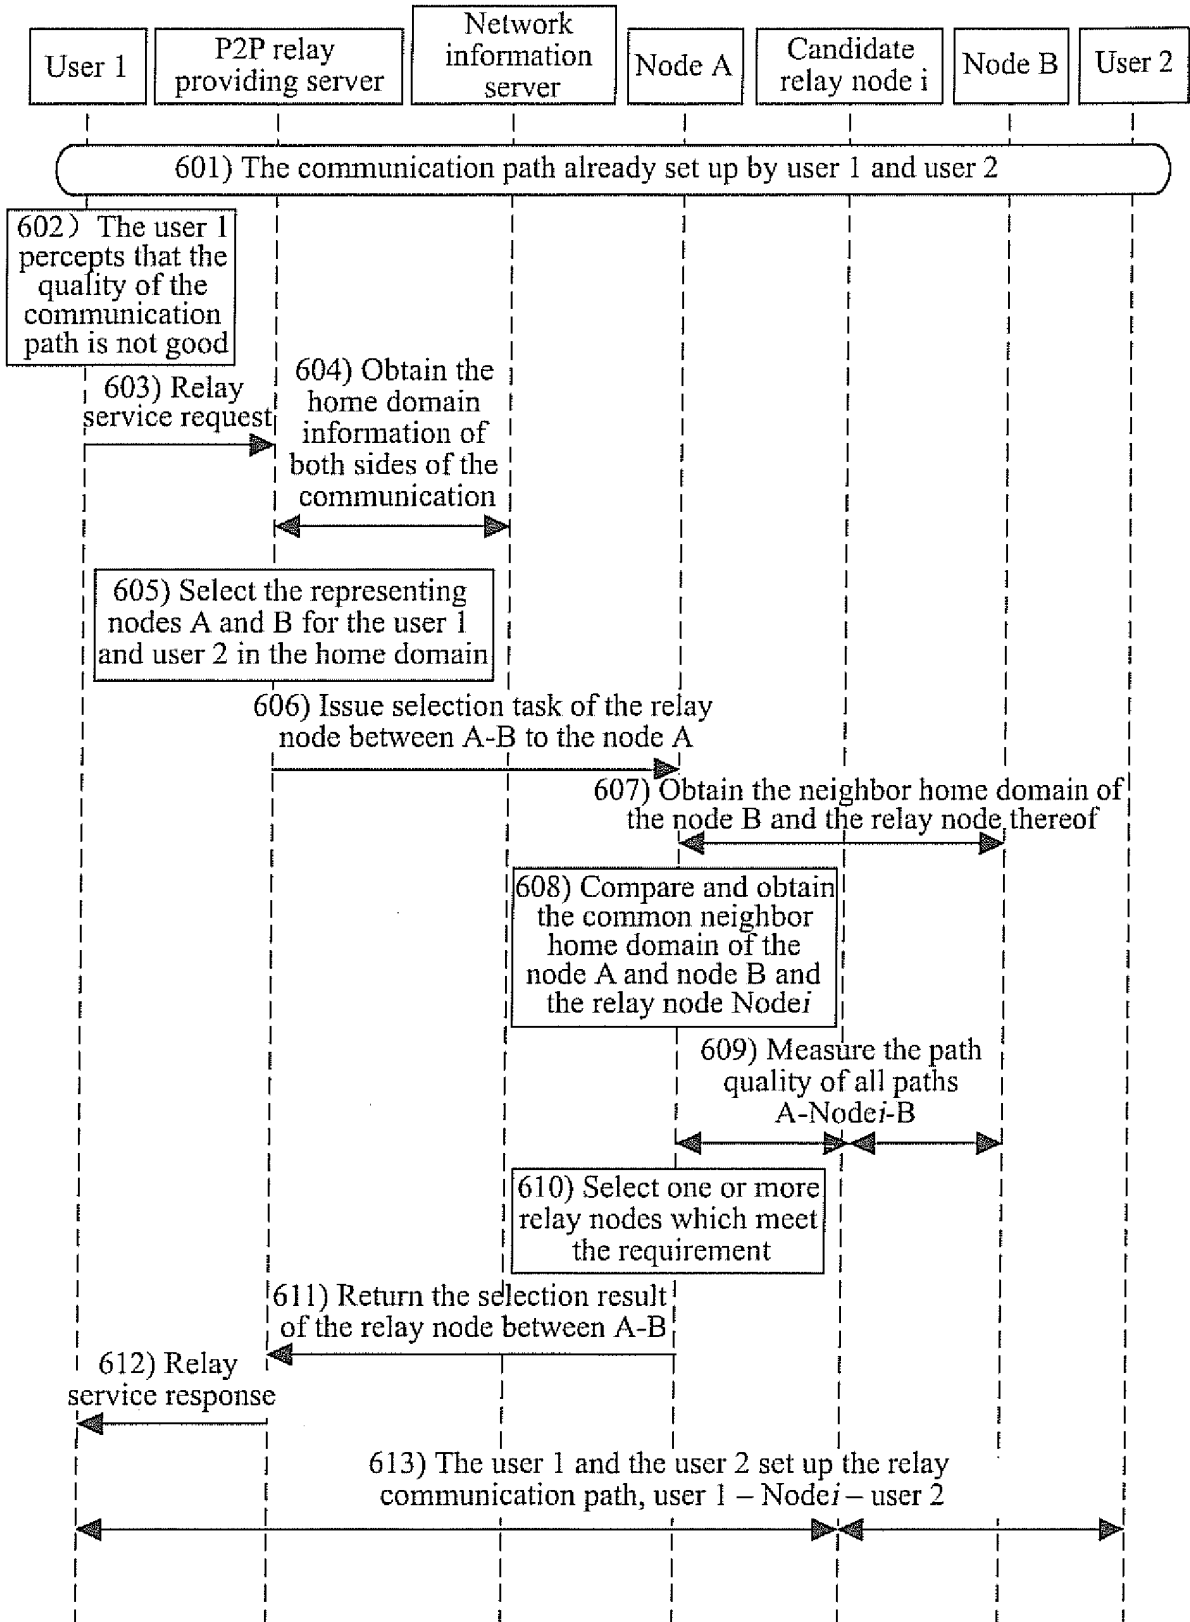 User 1
P2P relay
providing server
Network
information
server
Node A
Candidate
relay node i
Node B
User 2
601) The communication path already set up by user 1 and user 2
602) The user 1
percepts that the
quality of the
communication
path is not good
603) Relay
service request
604) Obtain the
home domain
information of
both sides of the
communication
605) Select the representing
nodes A and B for the user 1
and user 2 in the home domain
606) Issue selection task of the relay
node between A-B to the node A
607) Obtain the neighbor home domain of
the node B and the relay node thereof
608) Compare and obtain
the common neighbor
home domain of the
node A and node B and
the relay node Nodei
609) Measure the path
quality of all paths
A-Nodei-B
610) Select one or more
relay nodes which meet
the requirement
611) Return the selection result
of the relay node between A-B
612) Relay
service response
613) The user 1 and the user 2 set up the relay
communication path, user 1 – Nodei – user 2